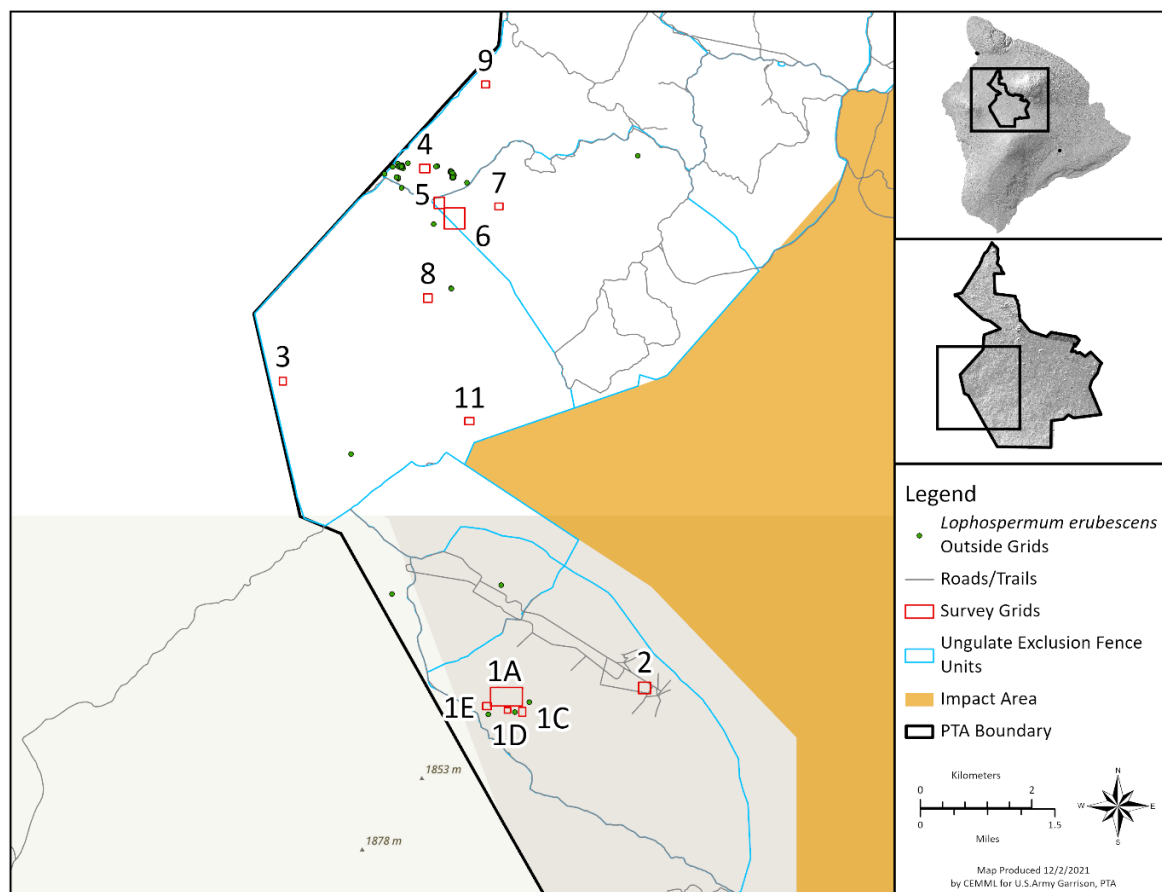 9
4
5
7
6
8
3
11
1A
2
1E
1D
1C
1853 m
1878 m
Legend
Lophospermum erubescens
Outside Grids
Roads/Trails
Survey Grids
Ungulate Exclusion Fence
Units
Impact Area
PTA Boundary
Kilometers
0 2
0 1.5
Miles
N
W E
S
Map Produced 12/2/2021
by CEMML for U.S.Army Garrison, PTA